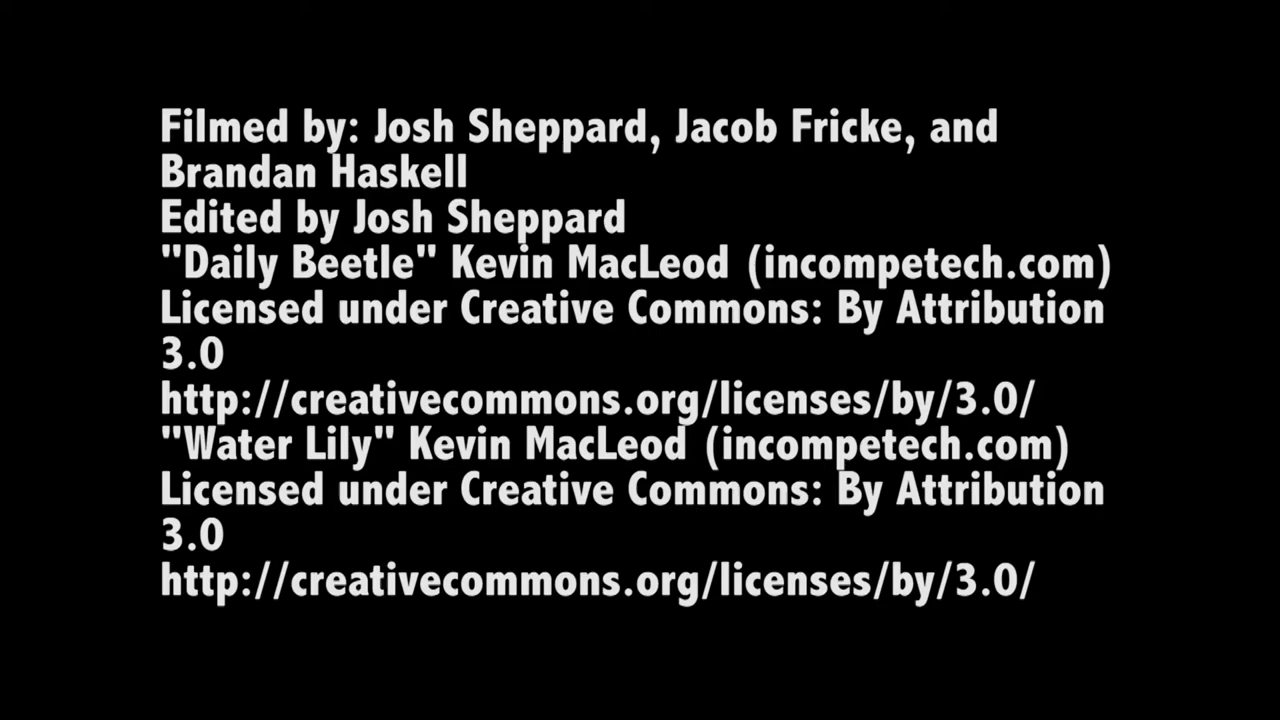 Filmed by: Josh Sheppard, Jacob Fricke, and
Brandan Haskell
Edited by Josh Sheppard
"Daily Beetle" Kevin MacLeod (incompetech.com)
Licensed under Creative Commons: By Attribution
3.0
http://creativecommons.org/licenses/by/3.0/
"Water Lily" Kevin MacLeod (incompetech.com)
Licensed under Creative Commons: By Attribution
3.0
http://creativecommons.org/licenses/by/3.0/